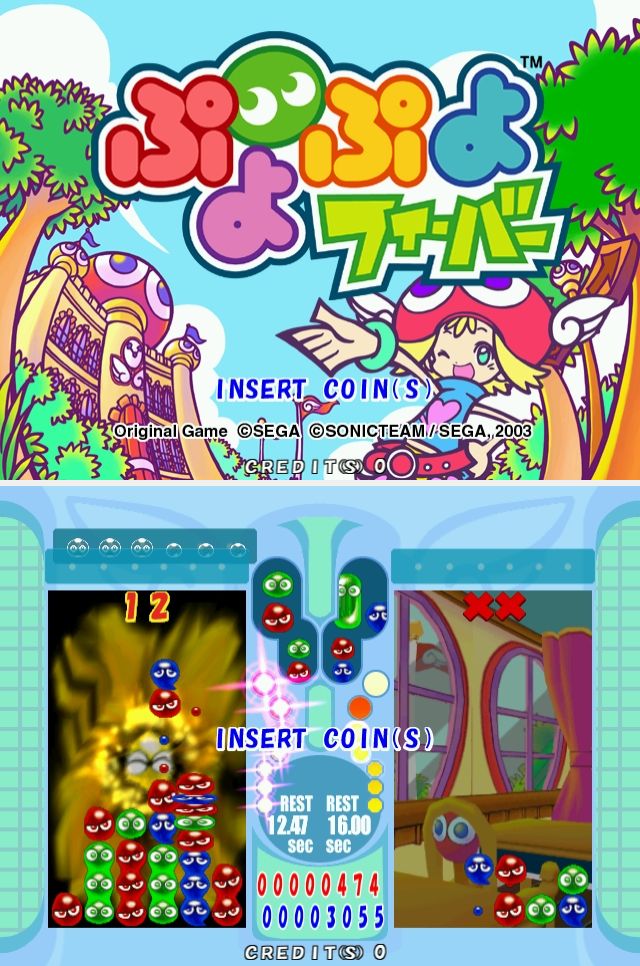 ぷよぷよ
™
フィーバー
INSERT COIN(S)
Original Game ©SEGA ©SONICTEAM / SEGA, 2003
CREDIT(S) 0
12
INSERT COIN(S)
REST REST
12.47 16.00
sec sec
00000474
00003055
CREDIT(S) 0